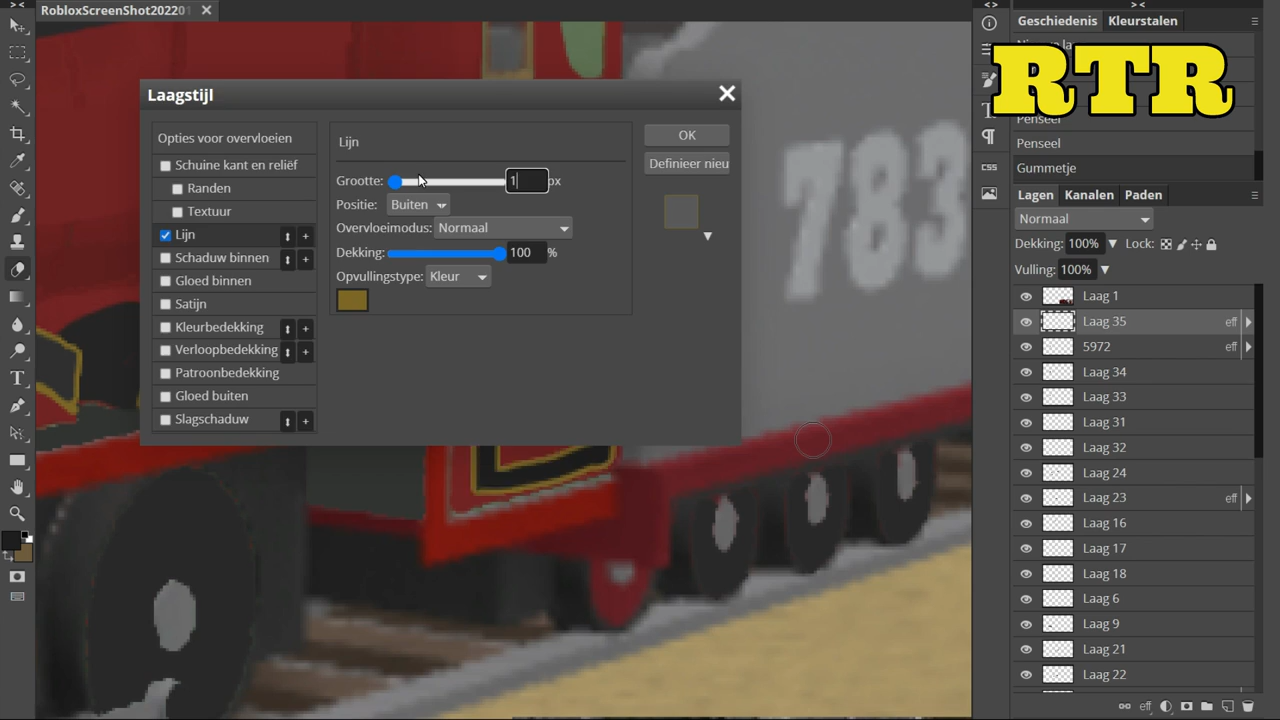 RobloxScreenShot20220
Geschiedenis Kleurstalen
RTR
Penseel
Gummetje
Laagstijl
Opties voor overvloeien
Schuine kant en reliëf
Randen
Textuur
Lijn
Schaduw binnen
Gloed binnen
Satijn
Kleurbedekking
Verloopbedekking
Patroonbedekking
Gloed buiten
Slagschaduw
Lijn
Grootte: 1 px
Positie: Buiten
Overvloeimodus: Normaal
Dekking: 100 %
Opvullingstype: Kleur
OK
Definieer nieu
783
Lagen Kanalen Paden
Normaal
Dekking: 100% Lock:
Vulling: 100%
Laag 1
Laag 35 eff
5972 eff
Laag 34
Laag 33
Laag 31
Laag 32
Laag 24
Laag 23 eff
Laag 16
Laag 17
Laag 18
Laag 6
Laag 9
Laag 21
Laag 22
eff